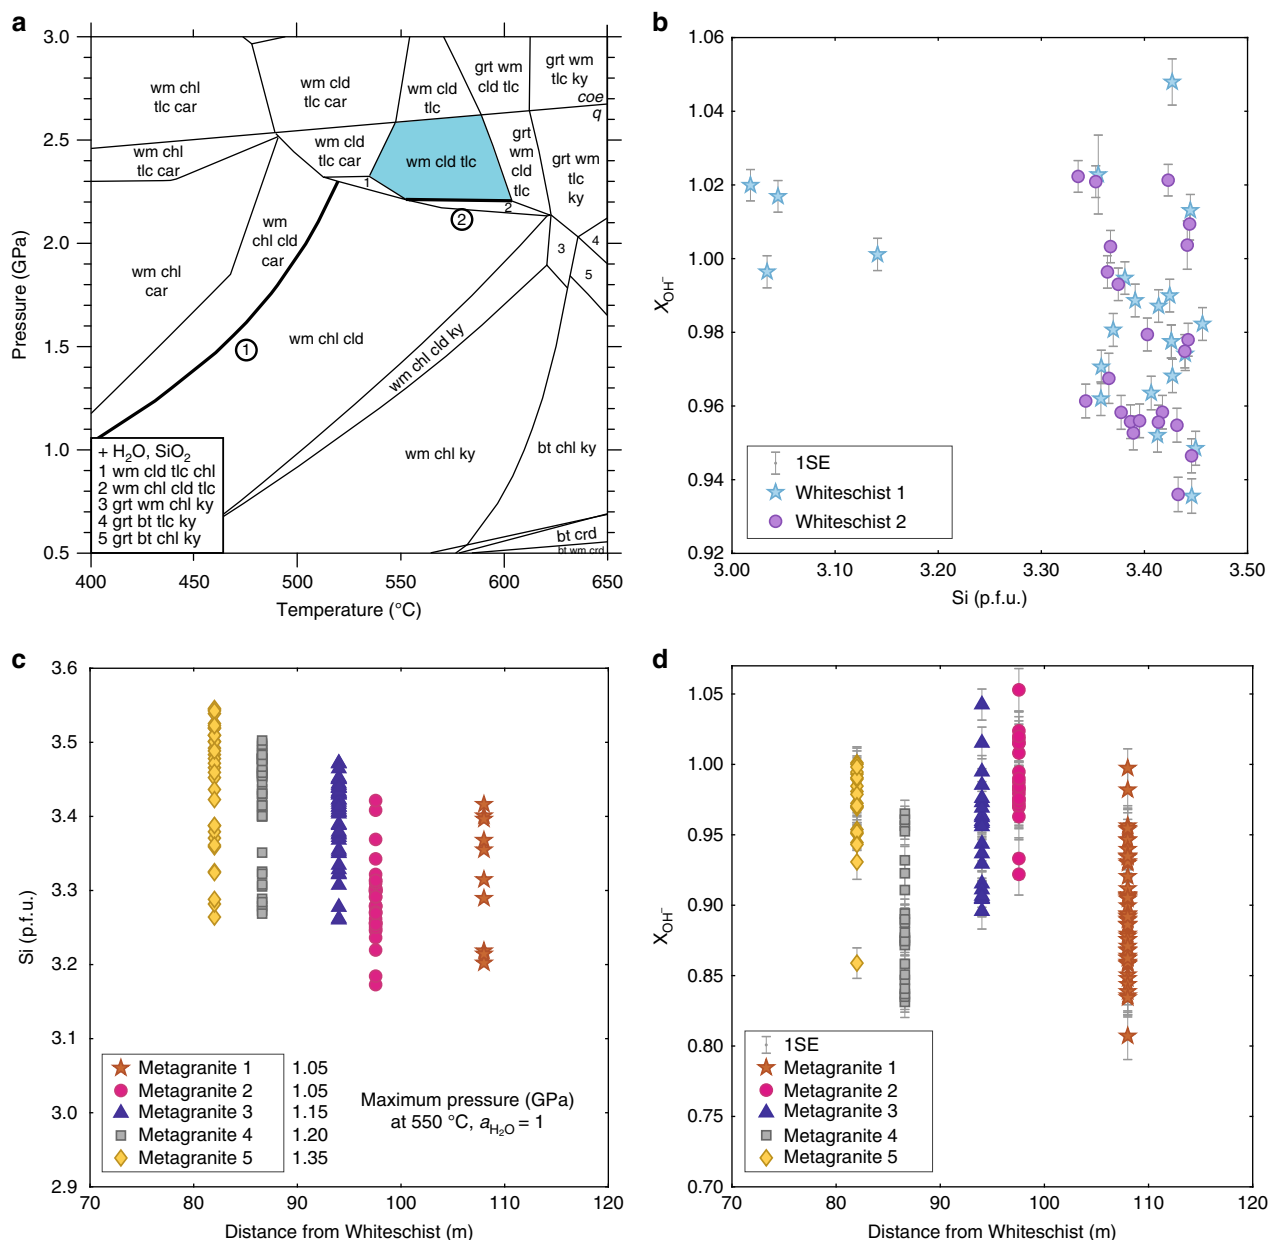 a
3.0
2.5
2.0
1.5
1.0
0.5
Pressure (GPa)
400
450
500
550
600
650
Temperature (°C)
wm chl
tlc car
wm cld
tlc car
wm cld
tlc
grt wm
cld tlc
grt wm
tlc ky
coe
q
wm chl
tlc car
wm cld
tlc car
wm cld tlc
grt
wm
cld
tlc
grt wm
tlc
ky
1
2
2
wm
chl cld
car
wm chl
car
3
4
5
1
wm chl cld
wm chl cld ky
wm chl ky
bt chl ky
bt crd
bt wm crd
+ H₂O, SiO₂
1 wm cld tlc chl
2 wm chl cld tlc
3 grt wm chl ky
4 grt bt tlc ky
5 grt bt chl ky
b
1.06
1.04
1.02
1.00
0.98
0.96
0.94
0.92
X_OH⁻
3.00
3.10
3.20
3.30
3.40
3.50
Si (p.f.u.)
1SE
Whiteschist 1
Whiteschist 2
c
3.6
3.5
3.4
3.3
3.2
3.1
3.0
2.9
Si (p.f.u.)
70
80
90
100
110
120
Distance from Whiteschist (m)
Metagranite 1 1.05
Metagranite 2 1.05
Metagranite 3 1.15
Metagranite 4 1.20
Metagranite 5 1.35
Maximum pressure (GPa)
at 550 °C, a_H₂O = 1
d
1.05
1.00
0.95
0.90
0.85
0.80
0.75
0.70
X_OH⁻
70
80
90
100
110
120
Distance from Whiteschist (m)
1SE
Metagranite 1
Metagranite 2
Metagranite 3
Metagranite 4
Metagranite 5